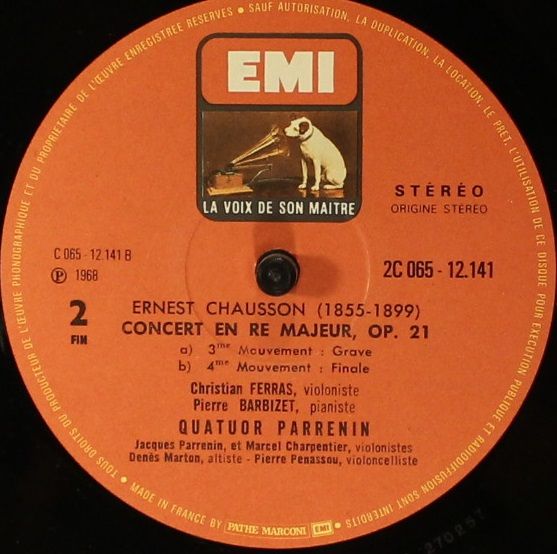 EMI
LA VOIX DE SON MAITRE
STÉRÉO
ORIGINE STÉRÉO
C 065 - 12.141 B
Ⓟ 1968
2C 065 - 12.141
2
FIN
ERNEST CHAUSSON (1855-1899)
CONCERT EN RE MAJEUR, OP. 21
a) 3me Mouvement : Grave
b) 4me Mouvement : Finale
Christian FERRAS, violoniste
Pierre BARBIZET, pianiste
QUATUOR PARRENIN
Jacques Parrenin, et Marcel Charpentier, violonistes
Denès Marton, altiste - Pierre Penassou, violoncelliste
• TOUS DROITS DU PRODUCTEUR DE L'ŒUVRE PHONOGRAPHIQUE ET DU PROPRIETAIRE DE L'ŒUVRE ENREGISTREE RESERVES • SAUF AUTORISATION, LA DUPLICATION, LA LOCATION, LE PRET, L'UTILISATION DE CE DISQUE POUR EXECUTION PUBLIQUE ET RADIODIFFUSION SONT INTERDITS •
MADE IN FRANCE BY PATHE MARCONI EMI